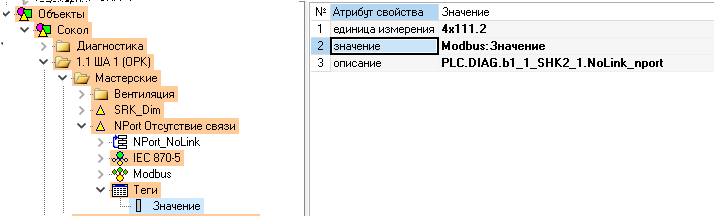 Объекты
Сокол
Диагностика
1.1 ША 1 (ОРК)
Мастерские
Вентиляция
SRK_Dim
NPort Отсутствие связи
NPort_NoLink
IEC 870-5
Modbus
Теги
Значение
№ Атрибут свойства Значение
1 единица измерения 4x111.2
2 значение Modbus:Значение
3 описание PLC.DIAG.b1_1_SHK2_1.NoLink_nport